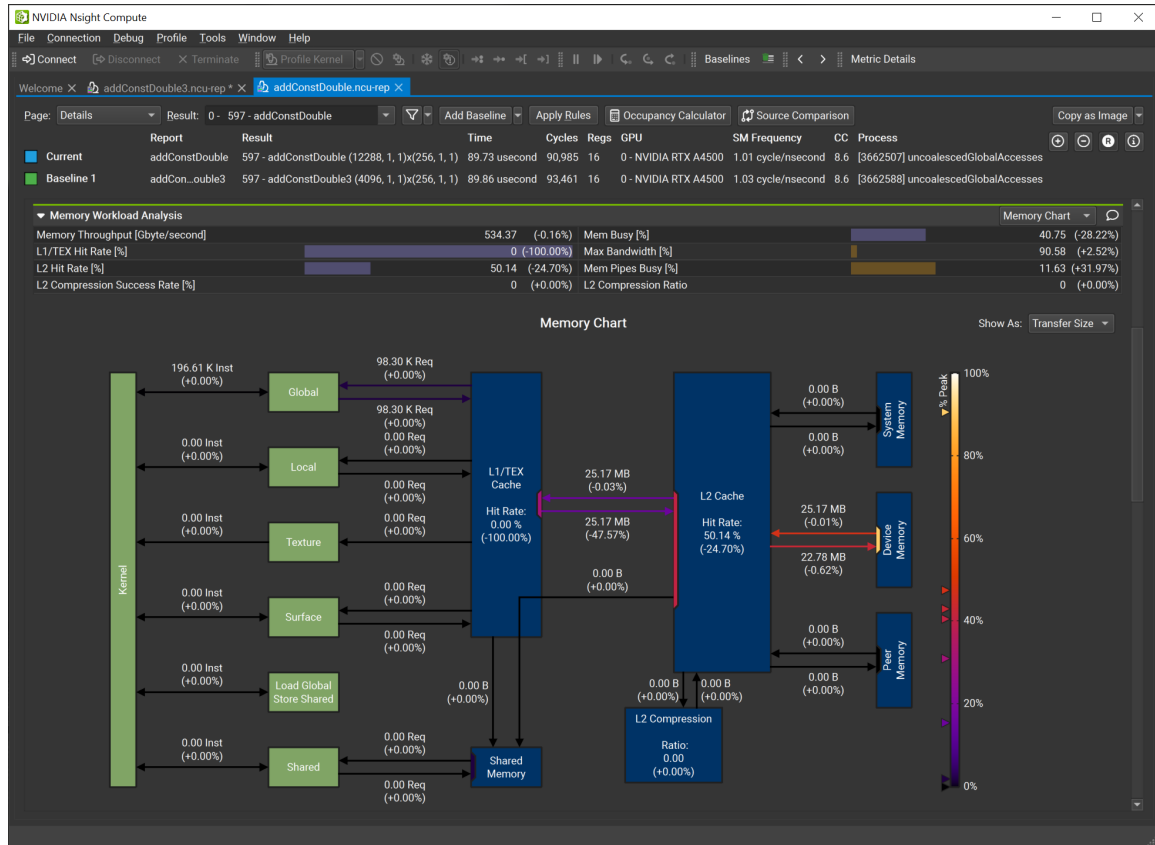 NVIDIA Nsight Compute
File Connection Debug Profile Tools Window Help
Connect Disconnect Terminate Profile Kernel Baselines Metric Details
Welcome addConstDouble3.ncu-rep * addConstDouble.ncu-rep
Page: Details Result: 0 - 597 - addConstDouble Add Baseline Apply Rules Occupancy Calculator Source Comparison Copy as Image
Report Result Time Cycles Regs GPU SM Frequency CC Process
Current addConstDouble 597 - addConstDouble (12288, 1, 1)x(256, 1, 1) 89.73 usecond 90,985 16 0 - NVIDIA RTX A4500 1.01 cycle/nsecond 8.6 [3662507] uncoalescedGlobalAccesses
Baseline 1 addCon...ouble3 597 - addConstDouble3 (4096, 1, 1)x(256, 1, 1) 89.86 usecond 93,461 16 0 - NVIDIA RTX A4500 1.03 cycle/nsecond 8.6 [3662588] uncoalescedGlobalAccesses
Memory Workload Analysis Memory Chart
Memory Throughput [Gbyte/second] 534.37 (-0.16%) Mem Busy [%] 40.75 (-28.22%)
L1/TEX Hit Rate [%] 0 (-100.00%) Max Bandwidth [%] 90.58 (+2.52%)
L2 Hit Rate [%] 50.14 (-24.70%) Mem Pipes Busy [%] 11.63 (+31.97%)
L2 Compression Success Rate [%] 0 (+0.00%) L2 Compression Ratio 0 (+0.00%)
Memory Chart
Show As: Transfer Size
Kernel
196.61 K Inst
(+0.00%)
Global
98.30 K Req
(+0.00%)
98.30 K Req
(+0.00%)
0.00 Inst
(+0.00%)
Local
0.00 Req
(+0.00%)
0.00 Req
(+0.00%)
0.00 Inst
(+0.00%)
Texture
0.00 Req
(+0.00%)
0.00 Inst
(+0.00%)
Surface
0.00 Req
(+0.00%)
0.00 Req
(+0.00%)
0.00 Inst
(+0.00%)
Load Global
Store Shared
0.00 Inst
(+0.00%)
Shared
0.00 Req
(+0.00%)
0.00 Req
(+0.00%)
L1/TEX
Cache
Hit Rate:
0.00 %
(-100.00%)
0.00 B
(+0.00%)
Shared
Memory
25.17 MB
(-0.03%)
25.17 MB
(-47.57%)
0.00 B
(+0.00%)
L2 Cache
Hit Rate:
50.14 %
(-24.70%)
0.00 B
(+0.00%)
0.00 B
(+0.00%)
L2 Compression
Ratio:
0.00
(+0.00%)
0.00 B
(+0.00%)
0.00 B
(+0.00%)
System
Memory
25.17 MB
(-0.01%)
22.78 MB
(-0.62%)
Device
Memory
0.00 B
(+0.00%)
0.00 B
(+0.00%)
Peer
Memory
% Peak
100%
80%
60%
40%
20%
0%